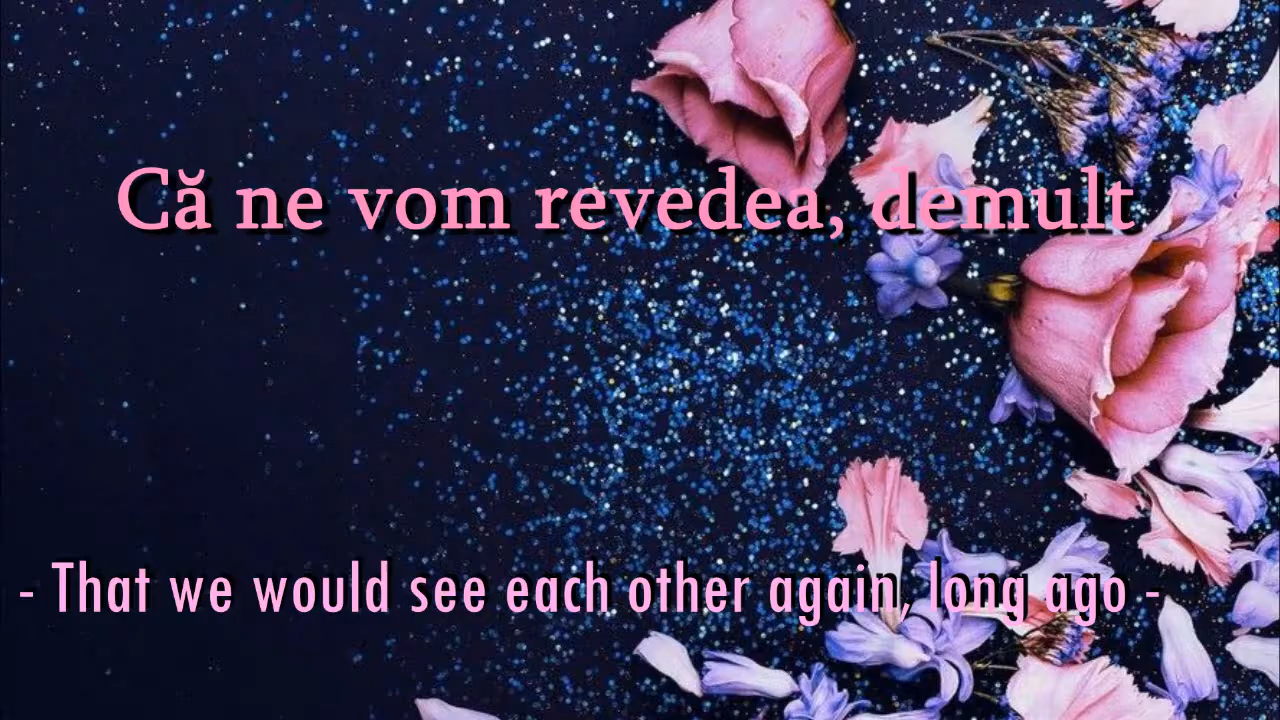 Că ne vom revedea, demult
- That we would see each other again, long ago -